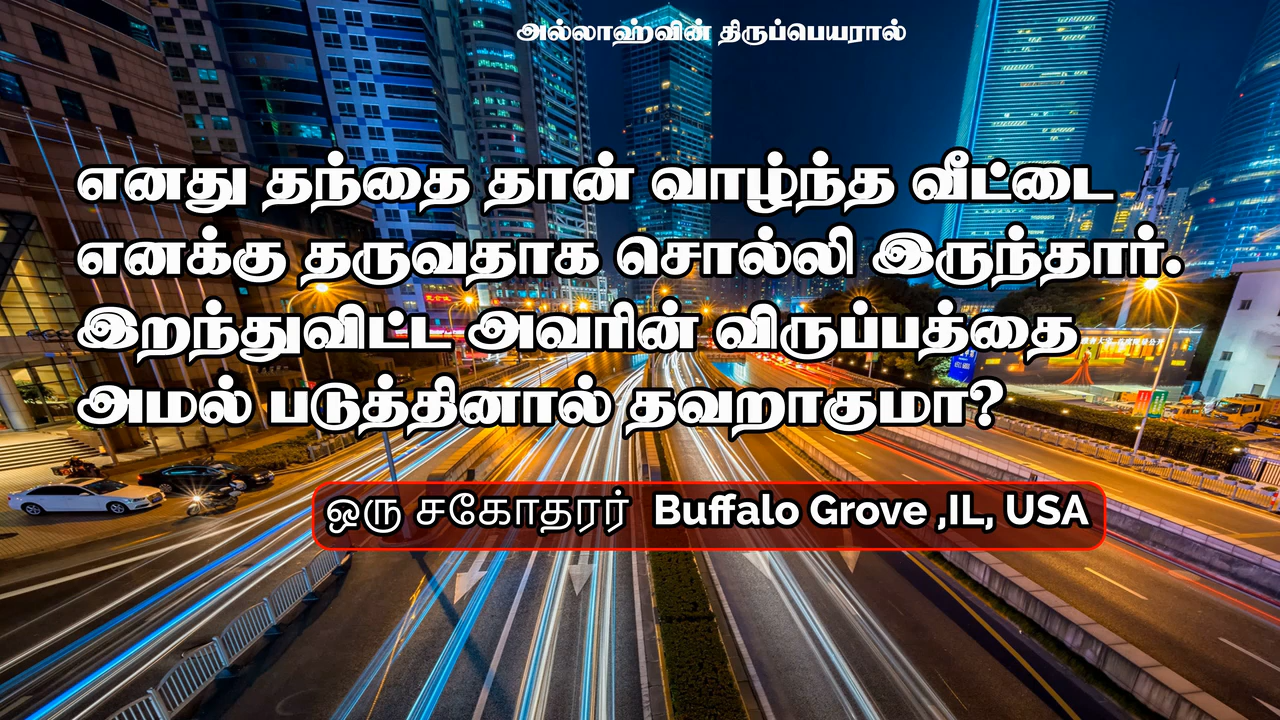 அல்லாஹ்வின் திருப்பெயரால்
எனது தந்தை தான் வாழ்ந்த வீட்டை
எனக்கு தருவதாக சொல்லி இருந்தார்.
இறந்துவிட்ட அவரின் விருப்பத்தை
அமல் படுத்தினால் தவறாகுமா?
ஒரு சகோதரர் Buffalo Grove ,IL, USA